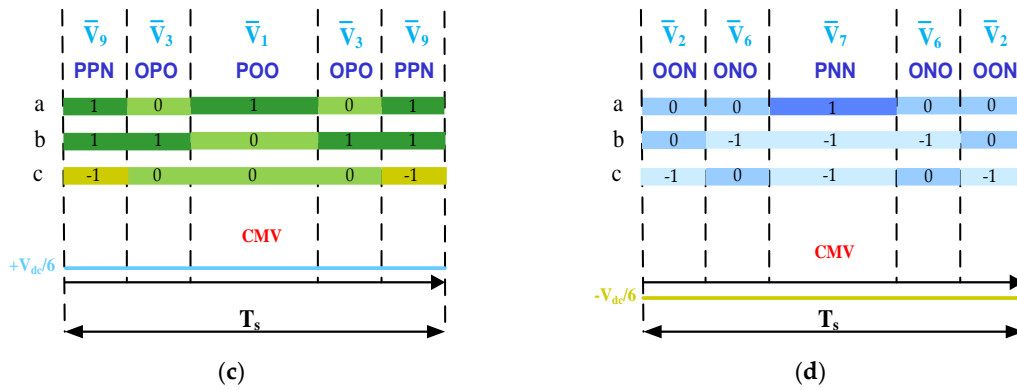 V̅9 V̅3 V̅1 V̅3 V̅9
PPN OPO POO OPO PPN
a 1 0 1 0 1
b 1 1 0 1 1
c -1 0 0 0 -1
CMV
+Vdc/6
Ts
(c)
V̅2 V̅6 V̅7 V̅6 V̅2
OON ONO PNN ONO OON
a 0 0 1 0 0
b 0 -1 -1 -1 0
c -1 0 -1 0 -1
CMV
-Vdc/6
Ts
(d)